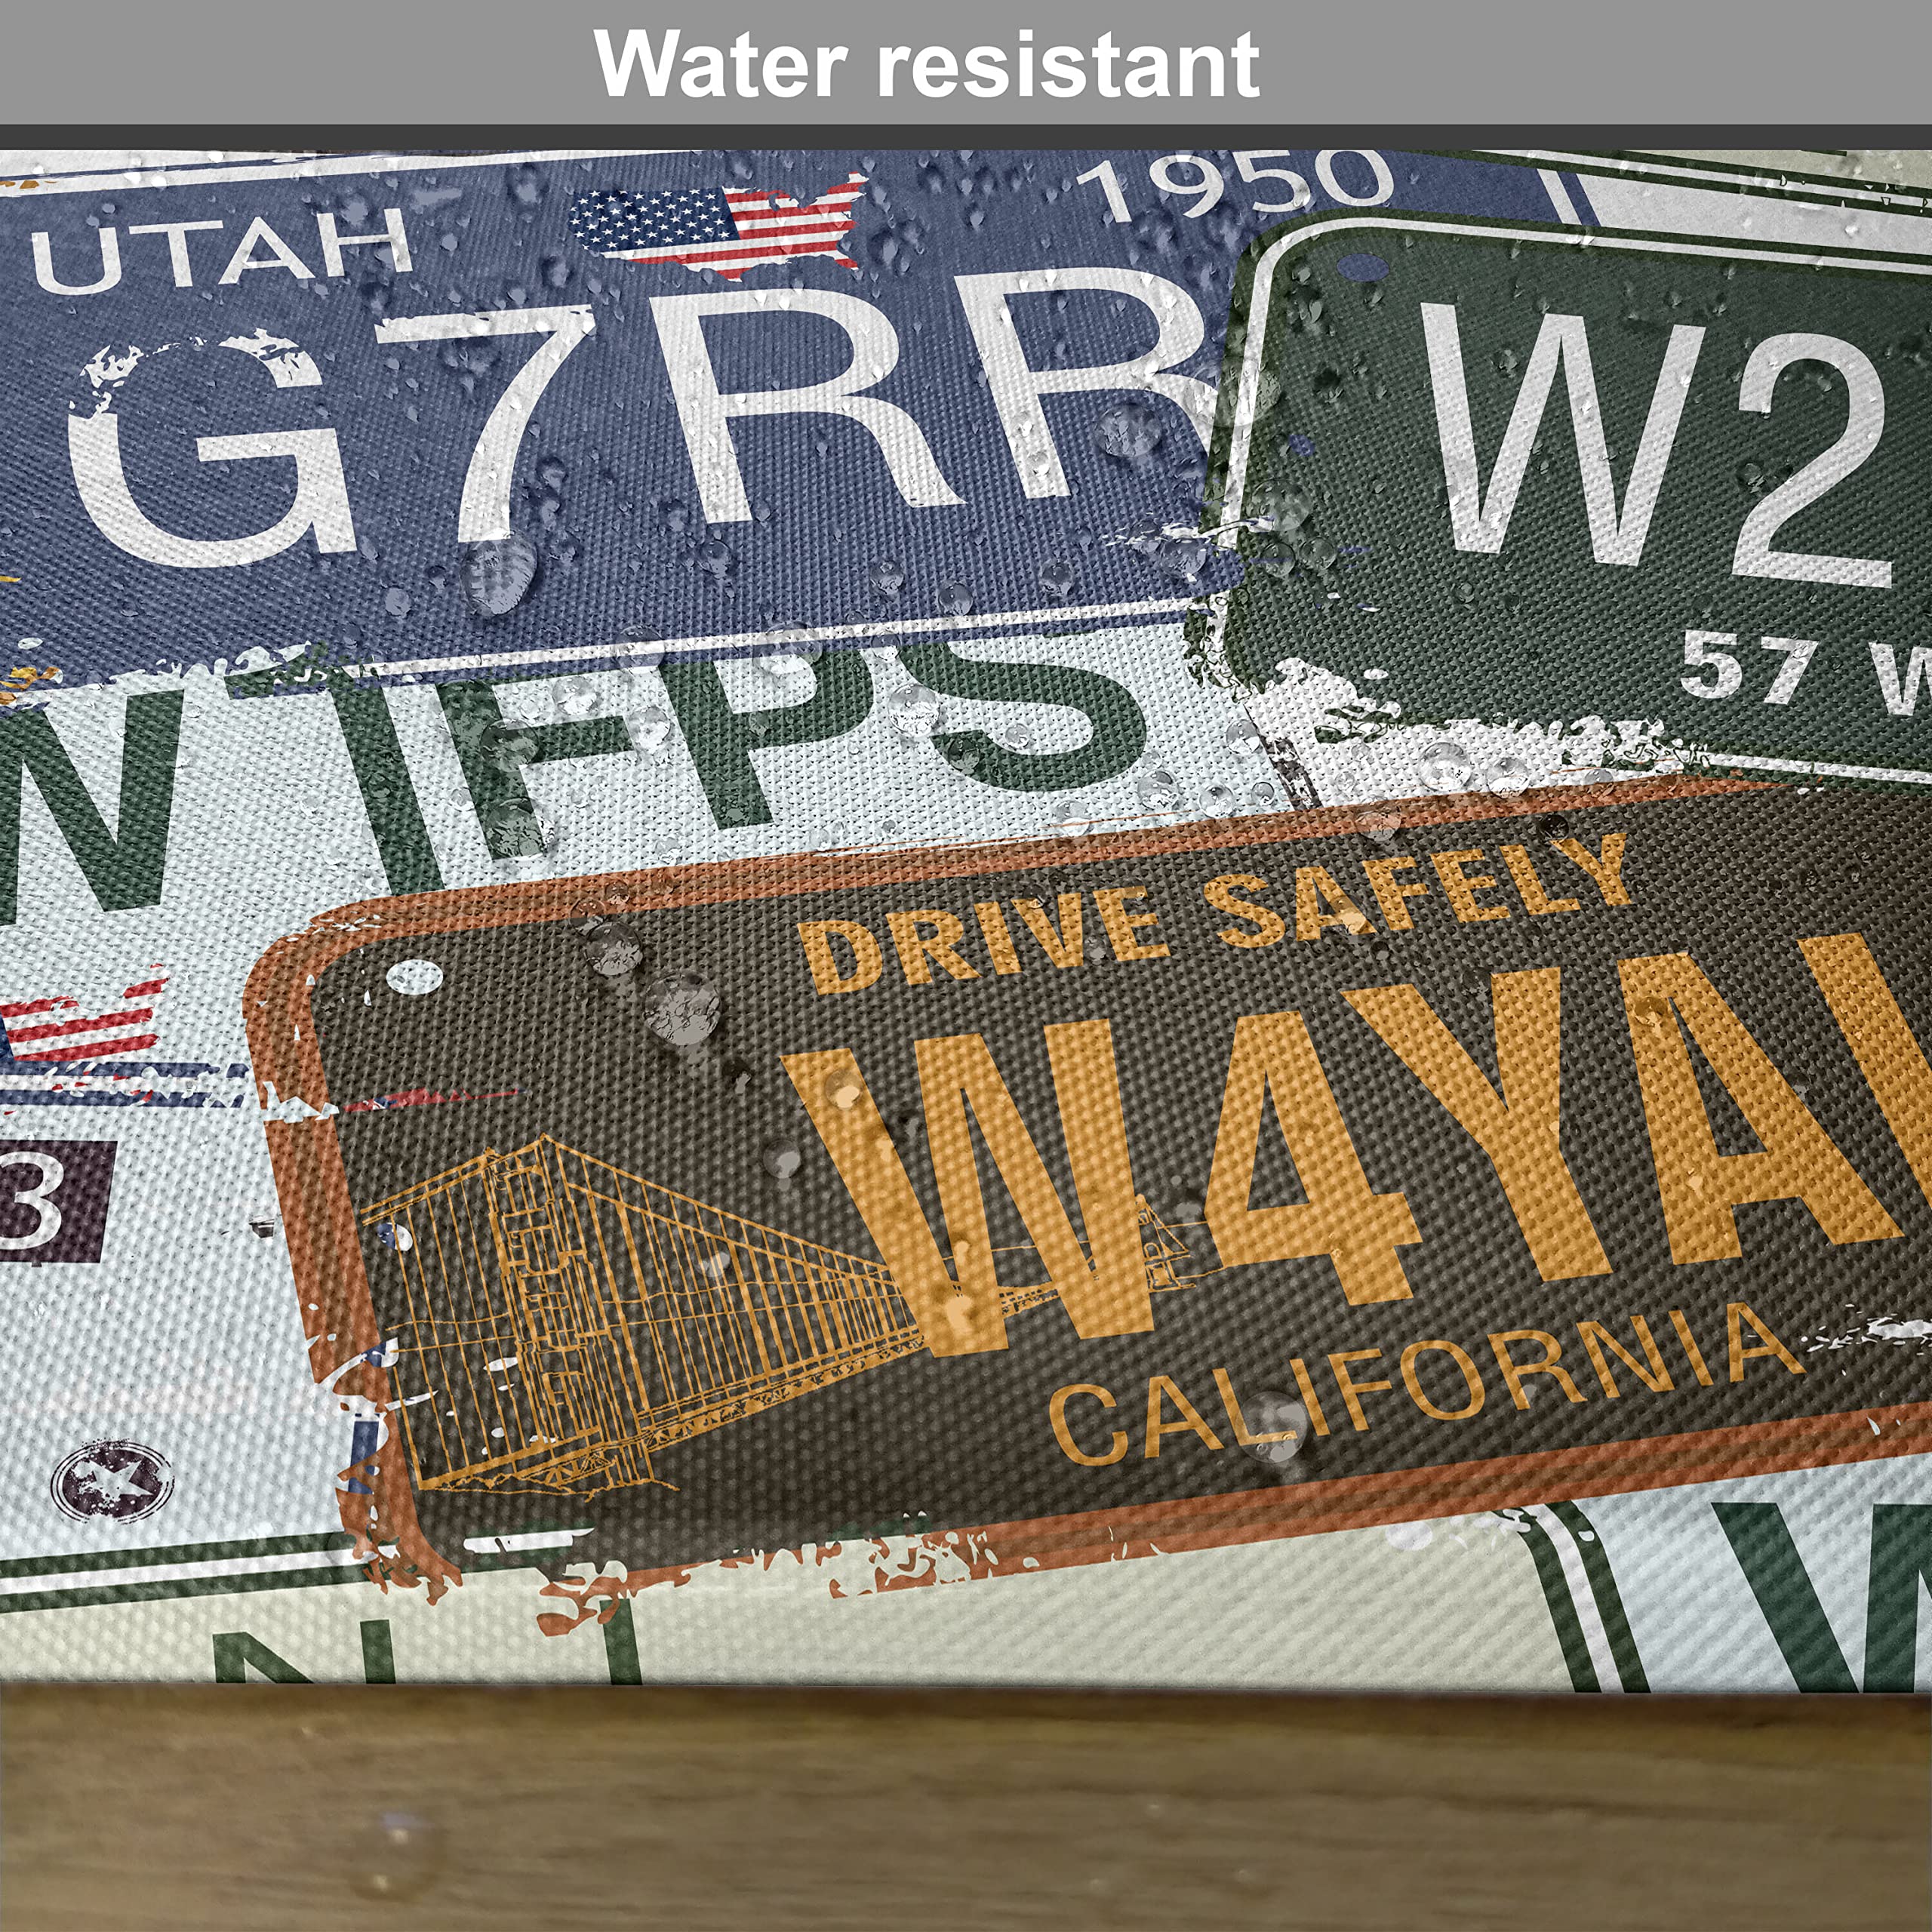 Water resistant
UTAH
1950
G7RR
W2
57 W
FPS
DRIVE SAFELY
W4YA
3
CALIFORNIA